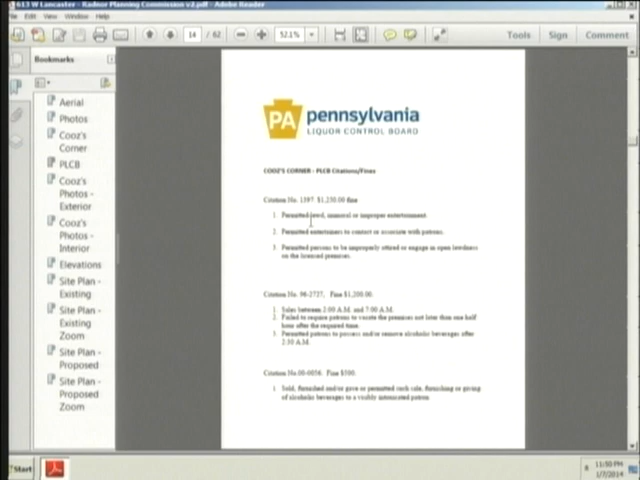 613 W Lancaster - Radnor Planning Commission v2.pdf - Adobe Reader
File Edit View Window Help
14 / 62
52.1%
Tools Sign Comment
Bookmarks
Aerial
Photos
Cooz's
Corner
PLCB
Cooz's
Photos -
Exterior
Cooz's
Photos -
Interior
Elevations
Site Plan -
Existing
Site Plan -
Existing
Zoom
Site Plan -
Proposed
Site Plan -
Proposed
Zoom
PA
pennsylvania
LIQUOR CONTROL BOARD
COOZ'S CORNER - PLCB Citations/Fines
Citation No. 1397. $1,250.00 fine
1. Permitted lewd, immoral or improper entertainment.
2. Permitted entertainers to contact or associate with patrons.
3. Permitted persons to be improperly attired or engage in open lewdness
on the licensed premises.
Citation No. 96-2727, Fine $1,200.00.
1. Sales between 2:00 A.M. and 7:00 A.M.
2. Failed to require patrons to vacate the premises not later than one half
hour after the required time.
3. Permitted patrons to possess and/or remove alcoholic beverages after
2:30 A.M.
Citation No.00-0056. Fine $500.
1. Sold, furnished and/or gave or permitted such sale, furnishing or giving
of alcoholic beverages to a visibly intoxicated patron
Start
11:50 PM
1/7/2014